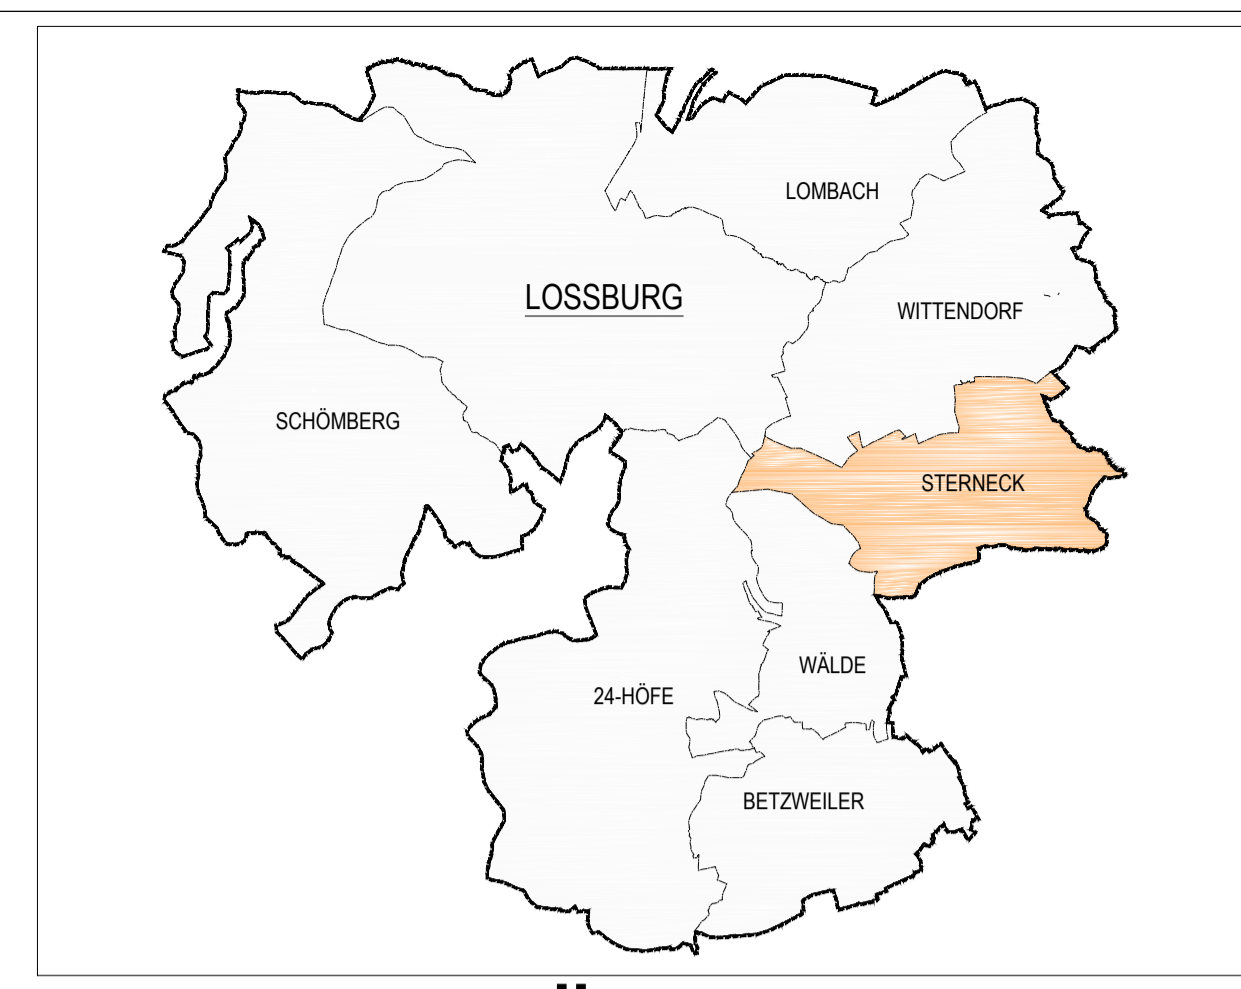 LOMBACH
LOSSBURG
WITTENDORF
SCHÖMBERG
STERNECK
WÄLDE
24-HÖFE
BETZWEILER